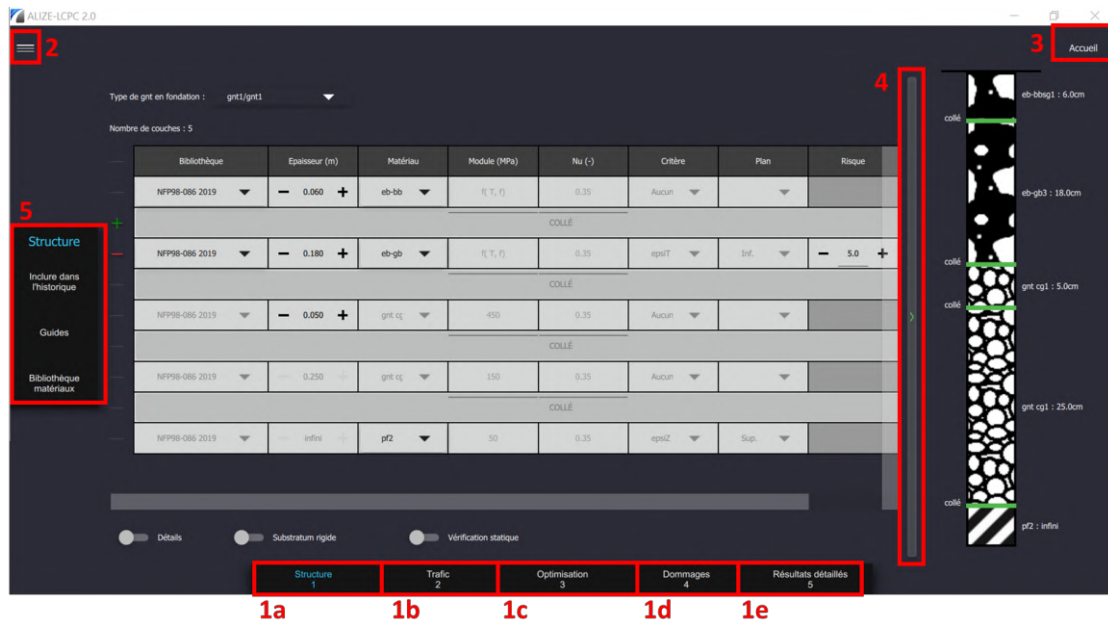 ALIZE-LCPC 2.0
2
3
Accueil
4
Type de gnt en fondation : gnt1/gnt1
Nombre de couches : 5
Bibliothèque Epaisseur (m) Matériau Module (MPa) Nu (-) Critère Plan Risque
NFP98-086 2019 0.060 eb-bb f( T, f) 0.35 Aucun
COLLÉ
NFP98-086 2019 0.180 eb-gb f( T, f) 0.35 epsiT Inf. 5.0
COLLÉ
NFP98-086 2019 0.050 gnt cg 450 0.35 Aucun
COLLÉ
NFP98-086 2019 0.250 gnt cg 150 0.35 Aucun
COLLÉ
NFP98-086 2019 infini pf2 50 0.35 epsiZ Sup.
5
Structure
Inclure dans
l'historique
Guides
Bibliothèque
matériaux
eb-bbsg1 : 6.0cm
collé
eb-gb3 : 18.0cm
collé
gnt cg1 : 5.0cm
collé
gnt cg1 : 25.0cm
collé
pf2 : infini
Détails Substratum rigide Vérification statique
Structure
1
Trafic
2
Optimisation
3
Dommages
4
Résultats détaillés
5
1a 1b 1c 1d 1e